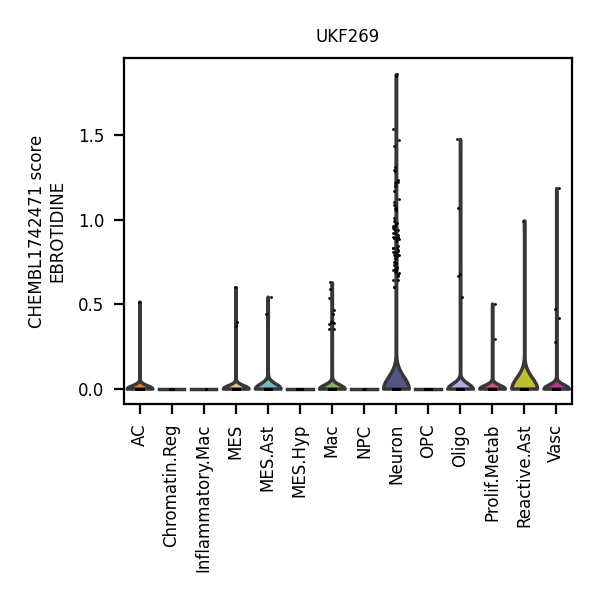 UKF269
CHEMBL1742471 score
EBROTIDINE
1.5
1.0
0.5
0.0
AC
Chromatin.Reg
Inflammatory.Mac
MES
MES.Ast
MES.Hyp
Mac
NPC
Neuron
OPC
Oligo
Prolif.Metab
Reactive.Ast
Vasc